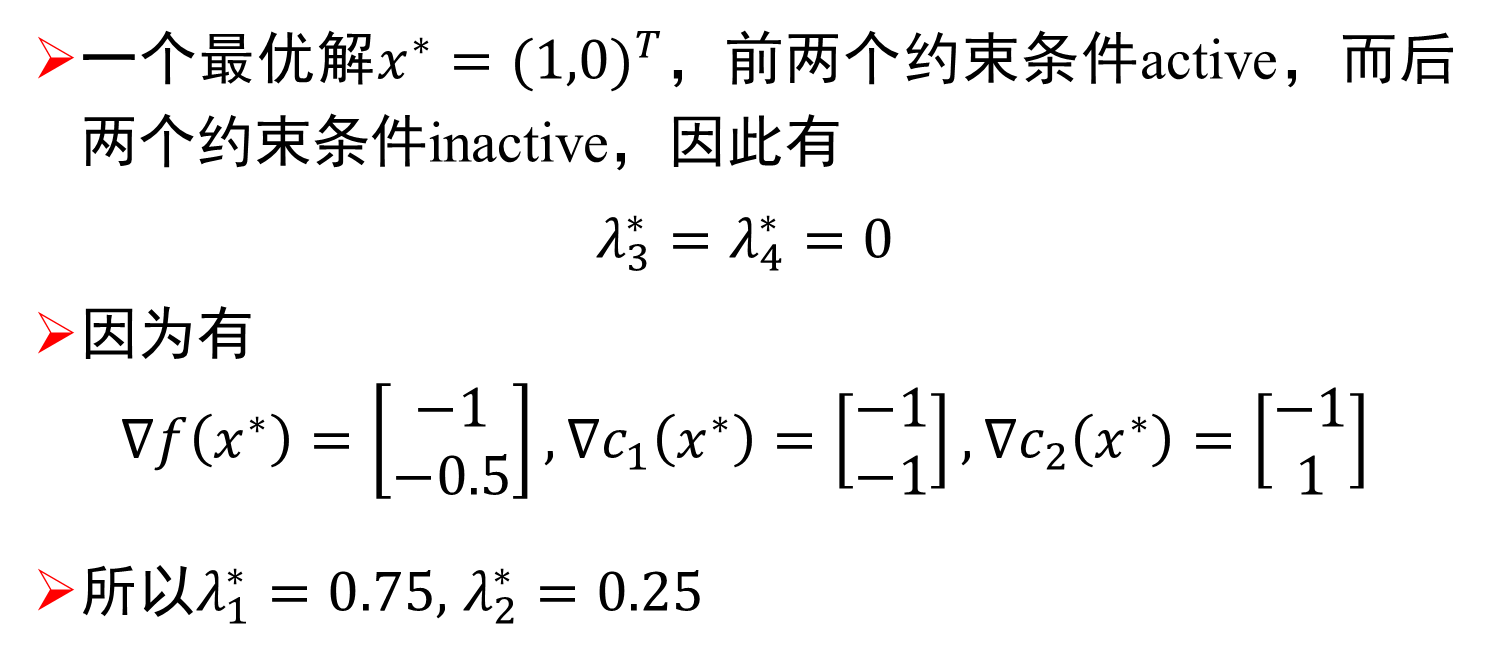 ➢一个最优解𝑥* = (1,0)ᵀ，前两个约束条件active，而后
两个约束条件inactive，因此有
λ₃* = λ₄* = 0
➢因为有
∇f(x*) = [−1 −0.5], ∇c₁(x*) = [−1 −1], ∇c₂(x*) = [−1 1]
➢所以λ₁* = 0.75, λ₂* = 0.25